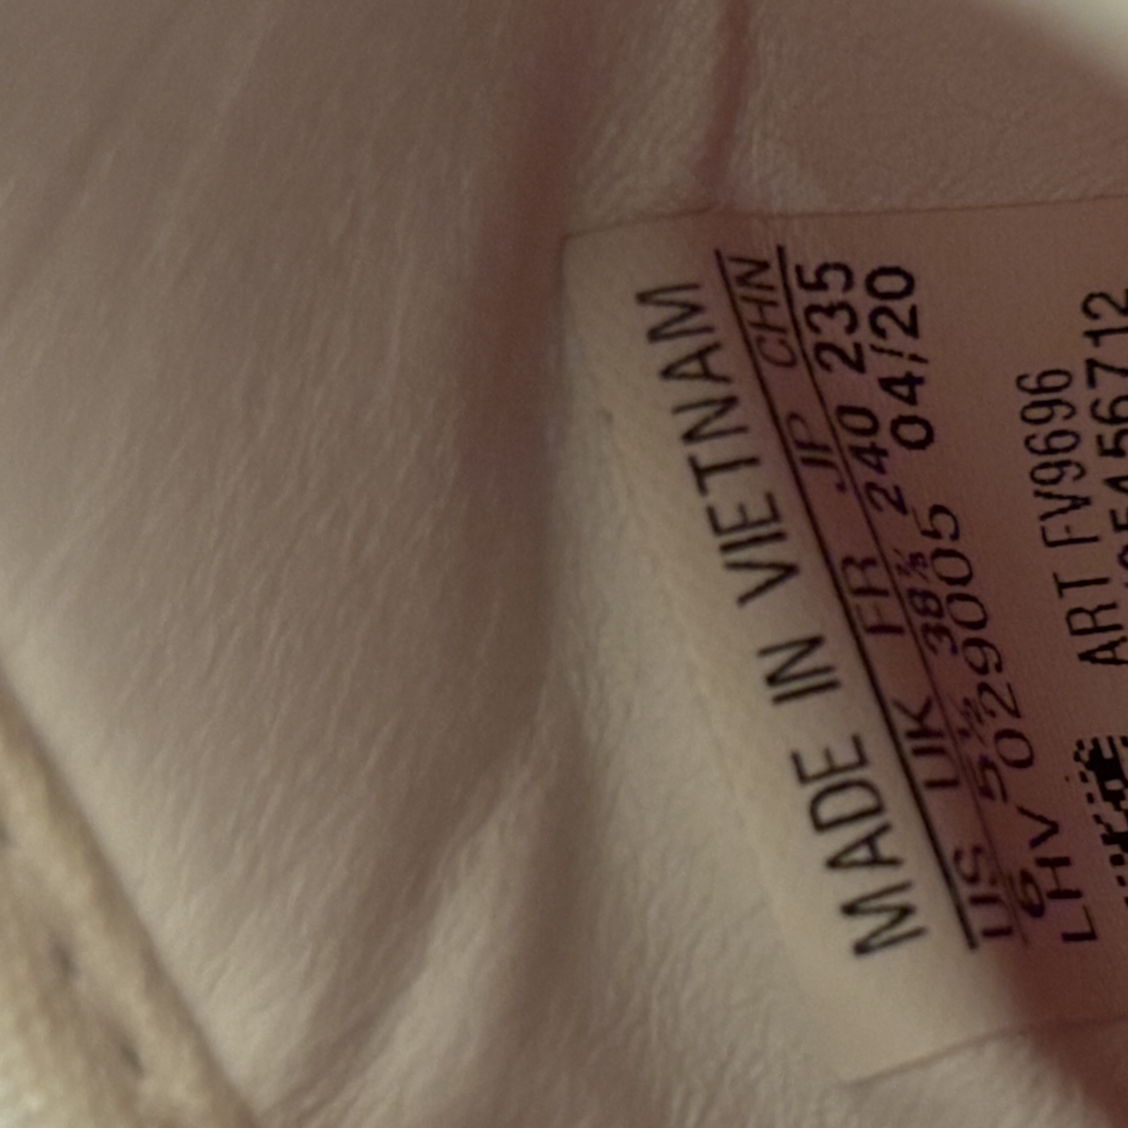 MADE IN VIETNAM
US UK FR JP CHN
6 5½ 38⅔ 240 235
LHV 029005 04/20
ART FV9696